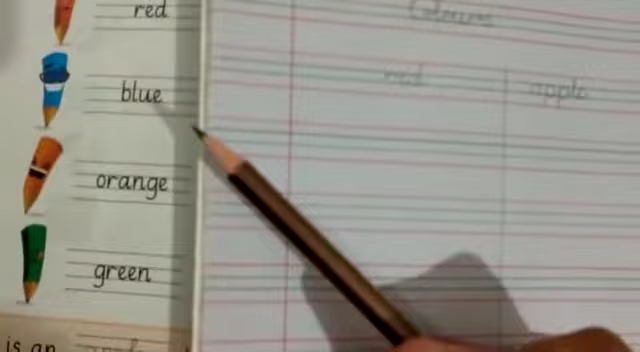 red
blue
orange
green
is an
Colours
red apple